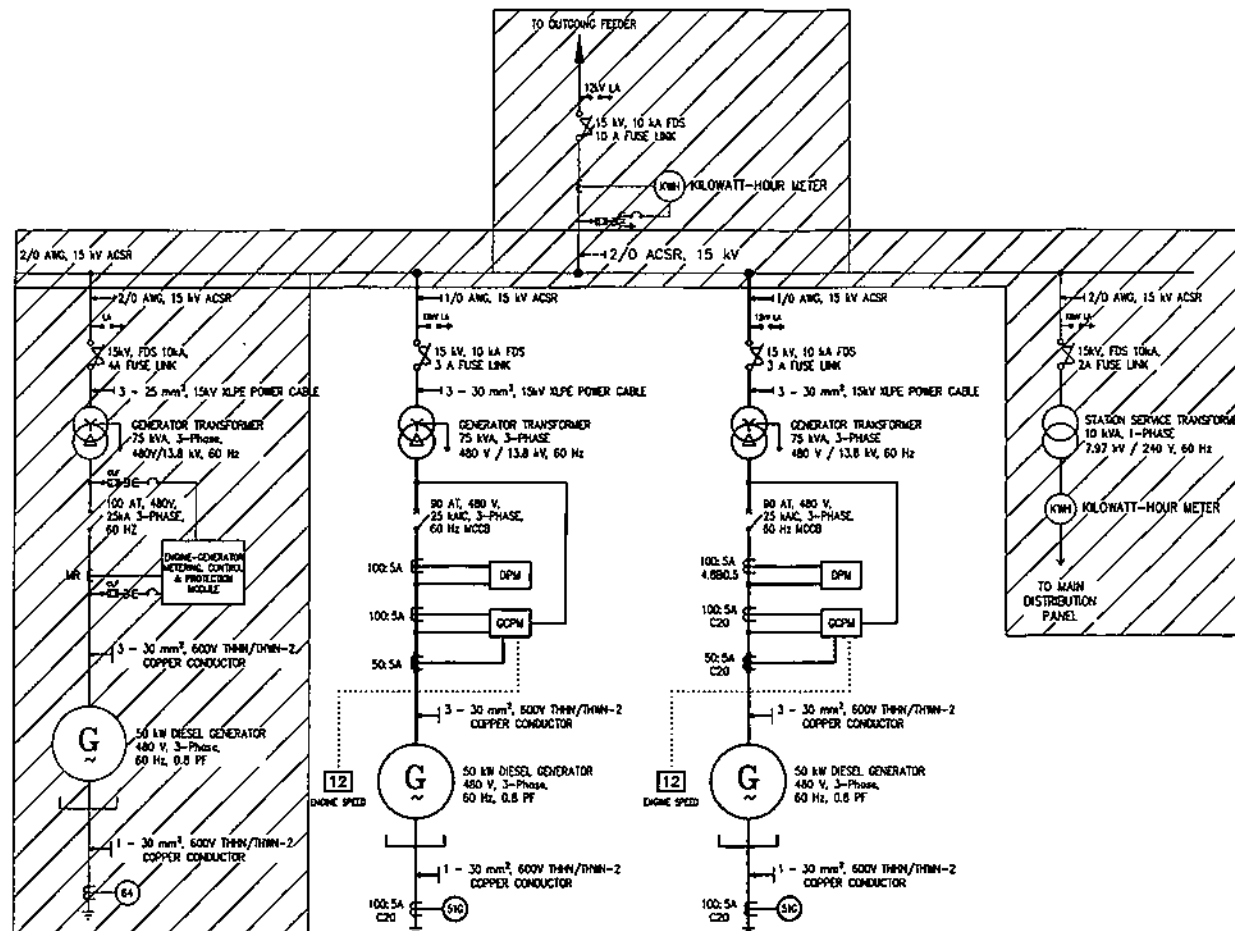 TO OUTGOING FEEDER
12kV LA
15 kV, 10 kA FDS
10 A FUSE LINK
KWH
KILOWATT-HOUR METER
2/0 ACSR, 15 kV
2/0 AWG, 15 kV ACSR
2/0 AWG, 15 kV ACSR
LA
15kV, FDS 10kA,
4A FUSE LINK
3 - 25 mm², 15kV XLPE POWER CABLE
GENERATOR TRANSFORMER
75 kVA, 3-Phase,
480V/13.8 kV, 60 Hz
100 AT, 480V,
25kA 3-PHASE,
60 HZ
MR
ENGINE-GENERATOR
METERING, CONTROL
& PROTECTION
MODULE
3 - 30 mm², 600V THHN/THWN-2
COPPER CONDUCTOR
G
~
50 kW DIESEL GENERATOR
480 V, 3-Phase,
60 Hz, 0.8 PF
1 - 30 mm², 600V THHN/THWN-2
COPPER CONDUCTOR
64
1/0 AWG, 15 kV ACSR
15 kV, 10 kA FDS
3 A FUSE LINK
3 - 30 mm², 15kV XLPE POWER CABLE
GENERATOR TRANSFORMER
75 kVA, 3-PHASE
480 V / 13.8 kV, 60 Hz
90 AT, 480 V,
25 kAIC, 3-PHASE,
60 Hz MCCB
100:5A
DPM
100:5A
GCPM
50:5A
3 - 30 mm², 600V THHN/THWN-2
COPPER CONDUCTOR
12
ENGINE SPEED
G
~
50 kW DIESEL GENERATOR
480 V, 3-Phase,
60 Hz, 0.8 PF
1 - 30 mm², 600V THHN/THWN-2
COPPER CONDUCTOR
100:5A
C20
51G
1/0 AWG, 15 kV ACSR
12kV LA
15 kV, 10 kA FDS
3 A FUSE LINK
3 - 30 mm², 15kV XLPE POWER CABLE
GENERATOR TRANSFORMER
75 kVA, 3-PHASE
480 V / 13.8 kV, 60 Hz
90 AT, 480 V,
25 kAIC, 3-PHASE,
60 Hz MCCB
100:5A
DPM
100:5A
C20
GCPM
50:5A
C20
3 - 30 mm², 600V THHN/THWN-2
COPPER CONDUCTOR
12
ENGINE SPEED
G
~
50 kW DIESEL GENERATOR
480 V, 3-Phase,
60 Hz, 0.8 PF
1 - 30 mm², 600V THHN/THWN-2
COPPER CONDUCTOR
100:5A
C20
51G
2/0 AWG, 15 kV ACSR
15kV, FDS 10kA,
2A FUSE LINK
STATION SERVICE TRANSFORME
10 kVA, 1-PHASE
7.97 kV / 240 V, 60 Hz
KWH
KILOWATT-HOUR METER
TO MAIN
DISTRIBUTION
PANEL